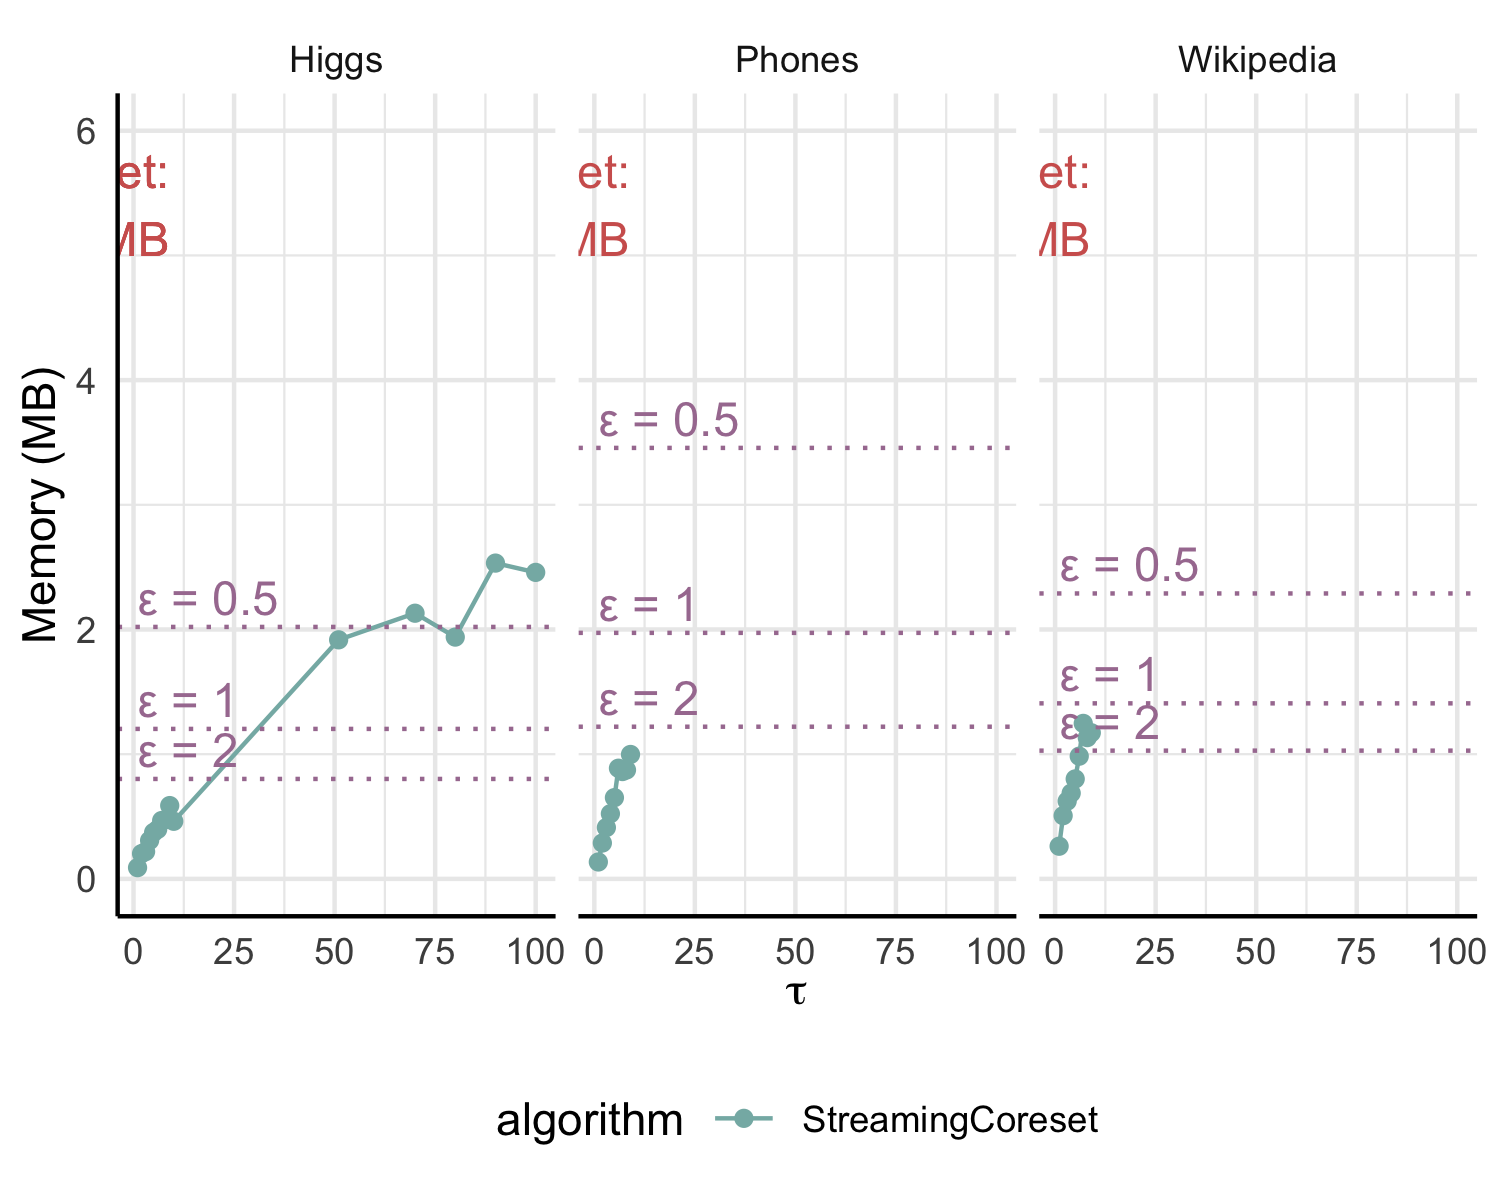 Higgs
Phones
Wikipedia
Memory (MB)
6
4
2
0
et:
MB
ε = 0.5
ε = 1
ε = 2
et:
MB
ε = 0.5
ε = 1
ε = 2
et:
MB
ε = 0.5
ε = 1
ε = 2
0 25 50 75 100
0 25 50 75 100
0 25 50 75 100
τ
algorithm StreamingCoreset